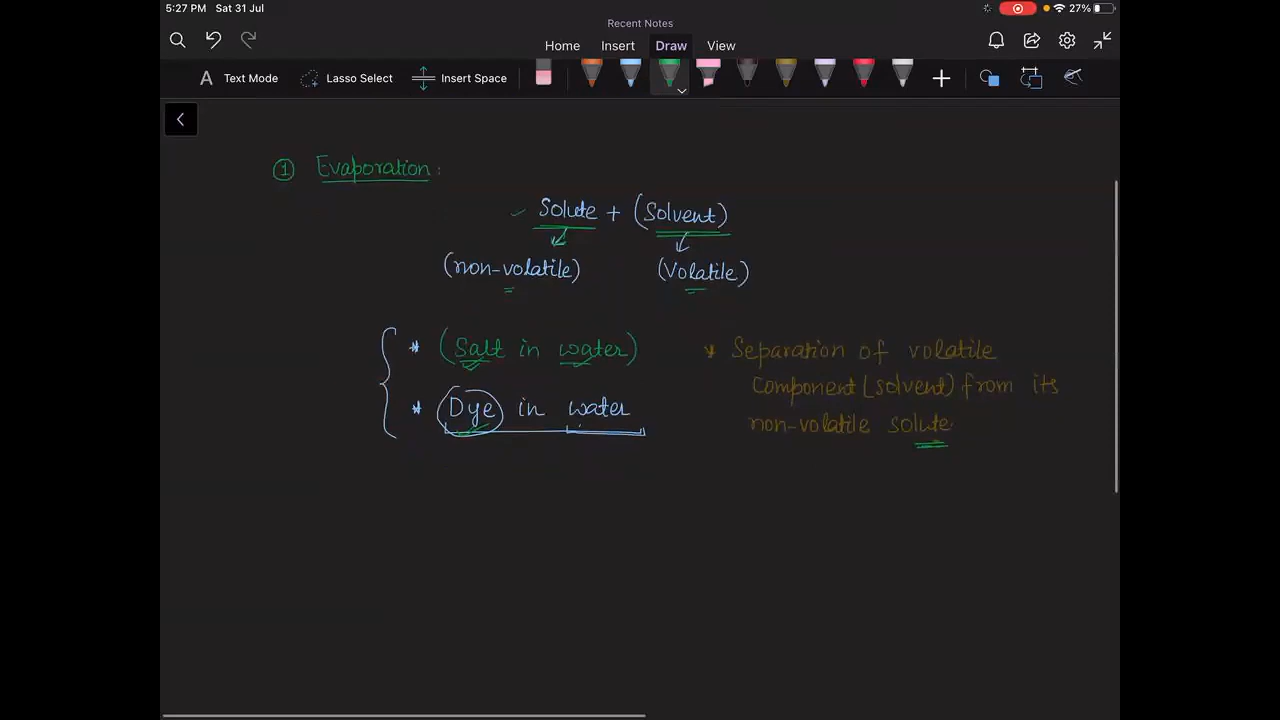 5:27 PM Sat 31 Jul
27%
Recent Notes
Home Insert Draw View
A Text Mode Lasso Select Insert Space
① Evaporation:
Solute + (Solvent)
(non-volatile) (Volatile)
* (Salt in water)
* Dye in water
* Separation of volatile
Component (solvent) from its
non-volatile solute.